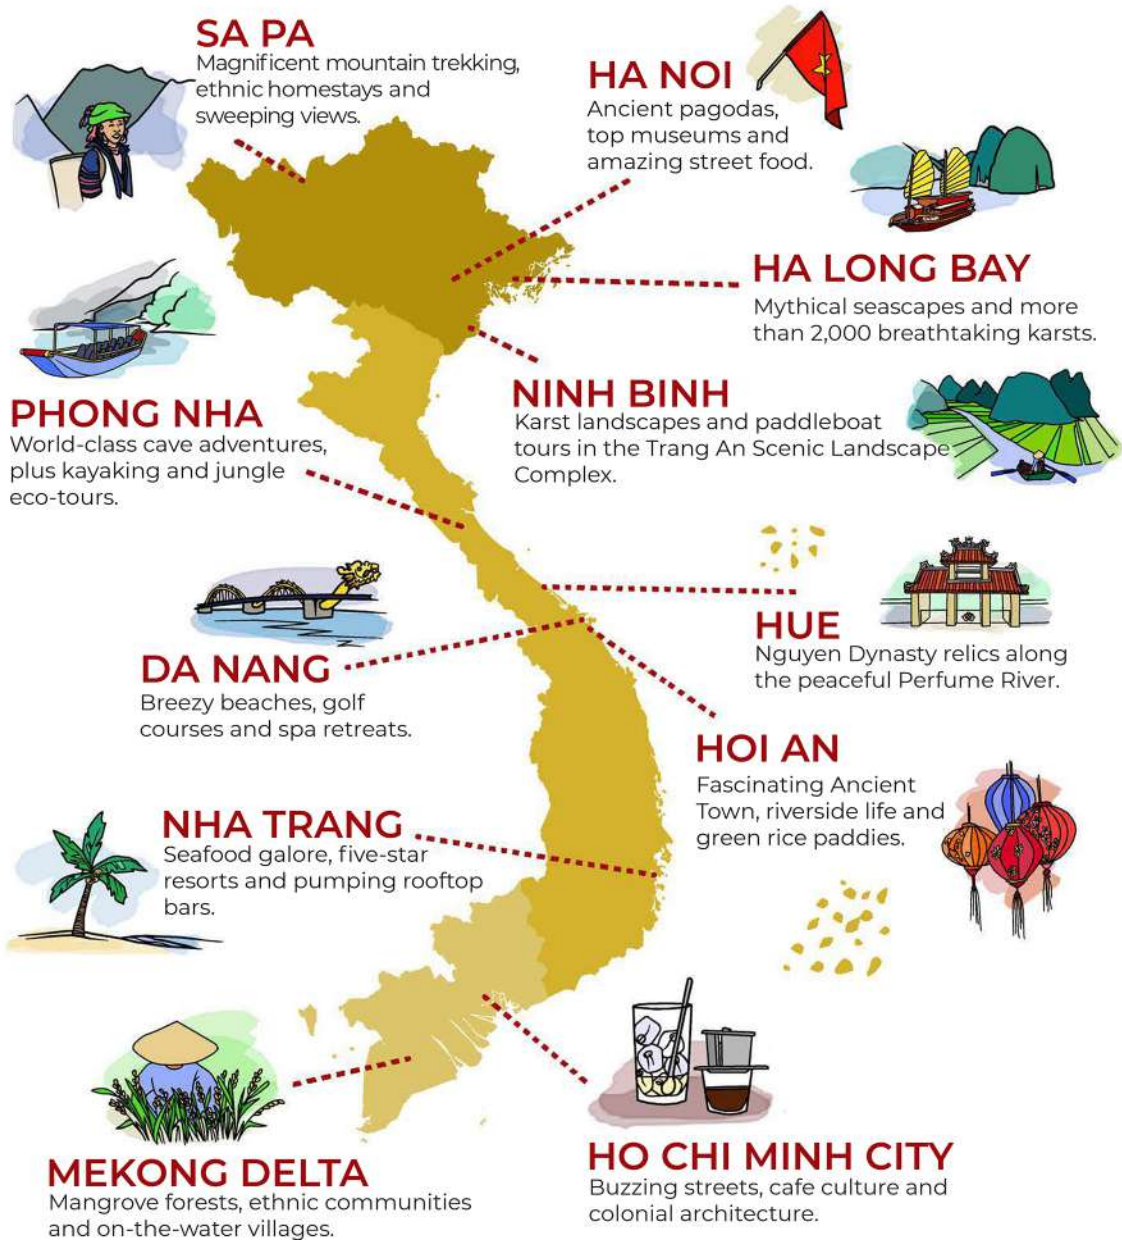 SA PA
Magnificent mountain trekking,
ethnic homestays and
sweeping views.
HA NOI
Ancient pagodas,
top museums and
amazing street food.
HA LONG BAY
Mythical seascapes and more
than 2,000 breathtaking karsts.
PHONG NHA
World-class cave adventures,
plus kayaking and jungle
eco-tours.
NINH BINH
Karst landscapes and paddleboat
tours in the Trang An Scenic Landscape
Complex.
HUE
Nguyen Dynasty relics along
the peaceful Perfume River.
DA NANG
Breezy beaches, golf
courses and spa retreats.
HOI AN
Fascinating Ancient
Town, riverside life and
green rice paddies.
NHA TRANG
Seafood galore, five-star
resorts and pumping rooftop
bars.
MEKONG DELTA
Mangrove forests, ethnic communities
and on-the-water villages.
HO CHI MINH CITY
Buzzing streets, cafe culture and
colonial architecture.